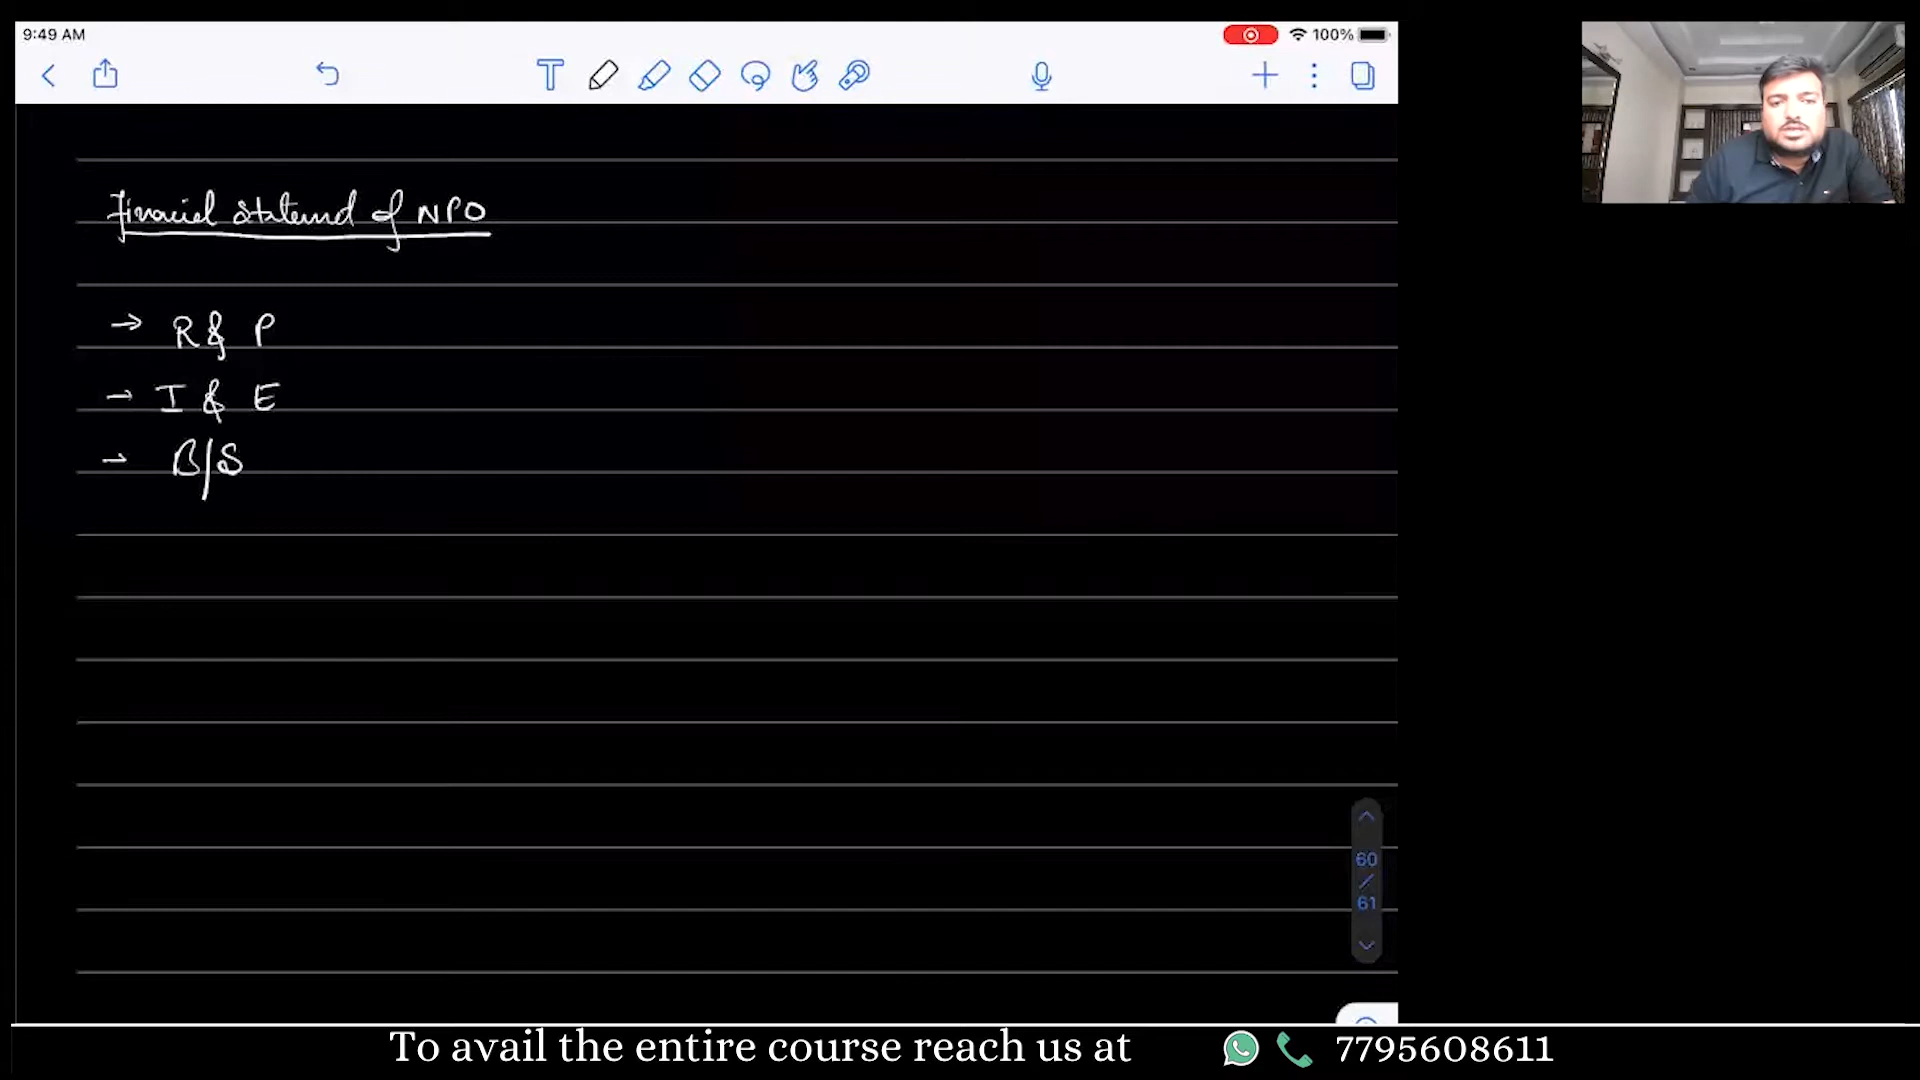 9:49 AM
100%
Financial Statement of NPO
→ R & P
→ I & E
→ B/S
60
/
61
To avail the entire course reach us at 7795608611